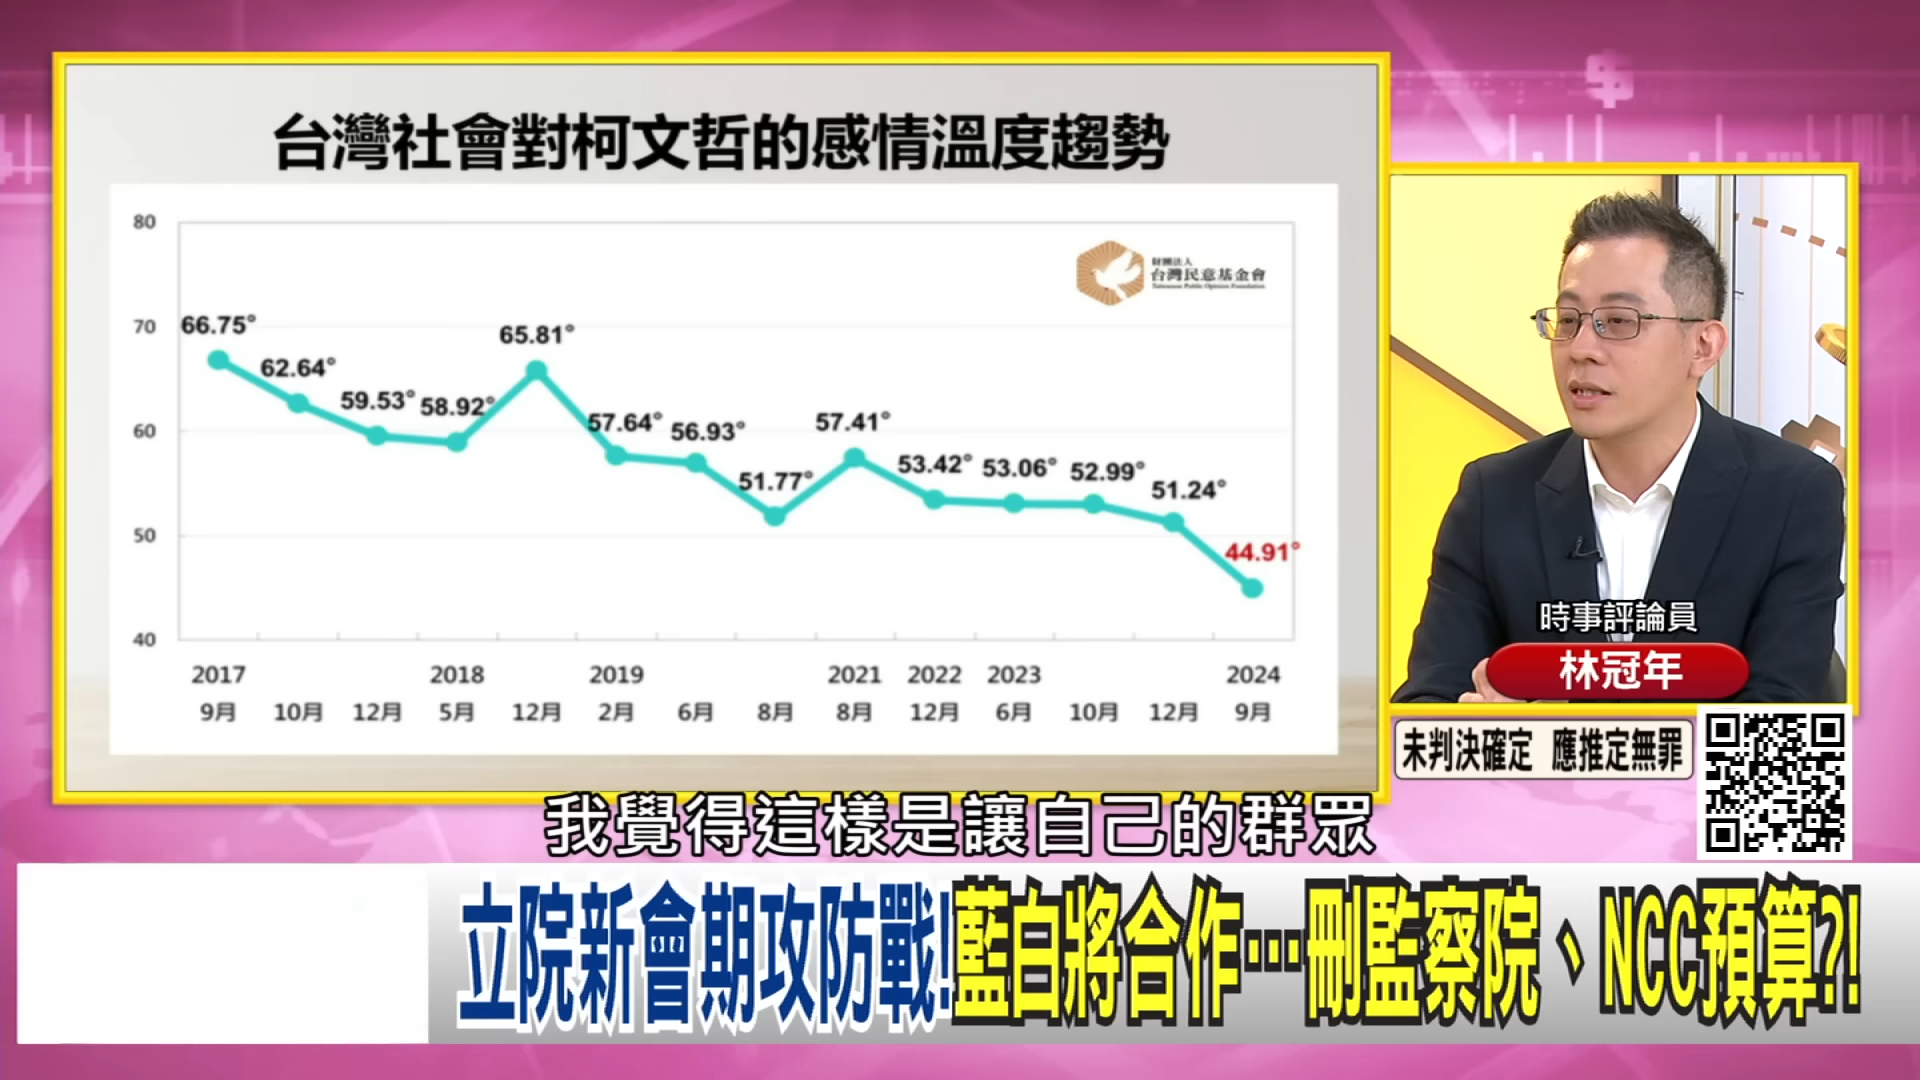 台灣社會對柯文哲的感情溫度趨勢
財團法人
台灣民意基金會
Taiwanese Public Opinion Foundation
80
70
60
50
40
66.75°
62.64°
59.53°
58.92°
65.81°
57.64°
56.93°
51.77°
57.41°
53.42°
53.06°
52.99°
51.24°
44.91°
2017 2018 2019 2021 2022 2023 2024
9月 10月 12月 5月 12月 2月 6月 8月 8月 12月 6月 10月 12月 9月
時事評論員
林冠年
未判決確定 應推定無罪
我覺得這樣是讓自己的群眾
立院新會期攻防戰!藍白將合作…刪監察院、NCC預算?!